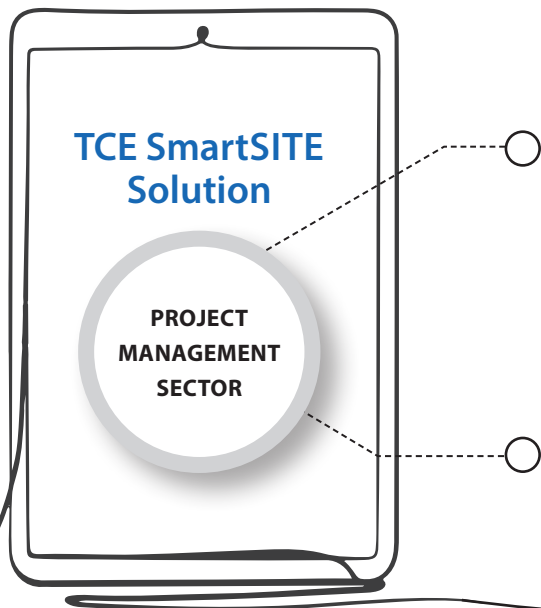 TCE SmartSITE
Solution
PROJECT
MANAGEMENT
SECTOR